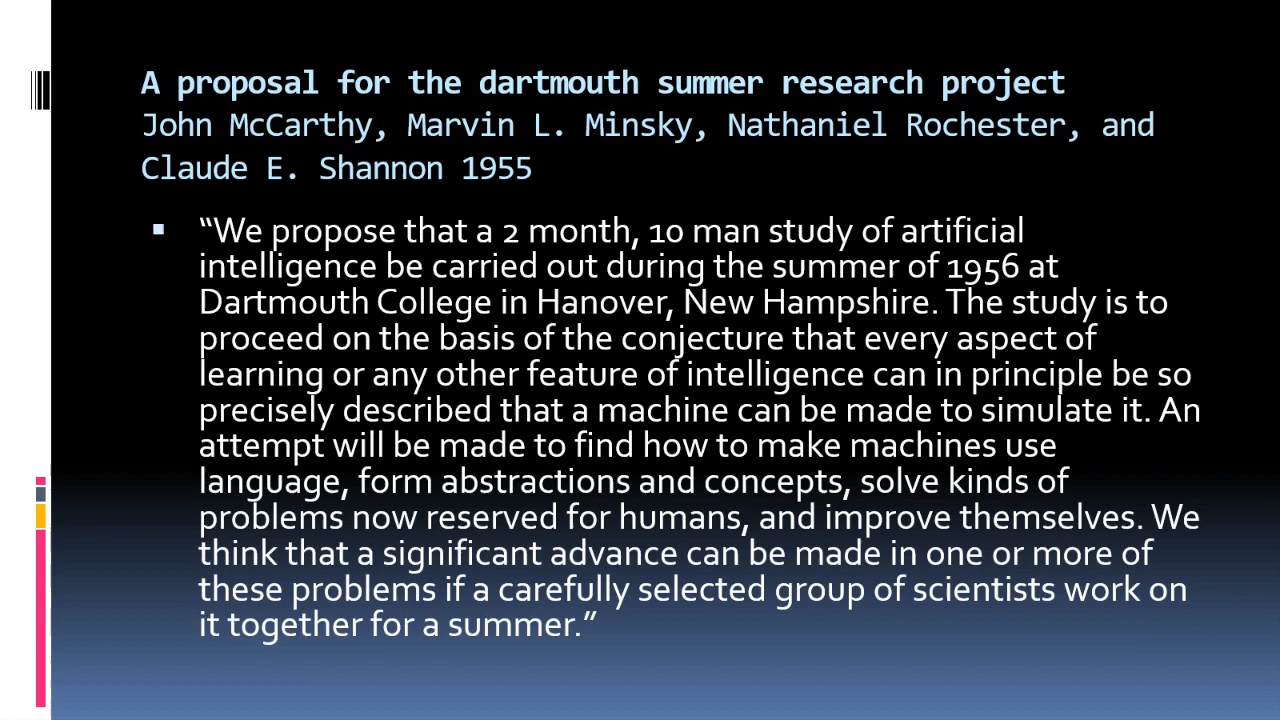 A proposal for the dartmouth summer research project
John McCarthy, Marvin L. Minsky, Nathaniel Rochester, and
Claude E. Shannon 1955
“We propose that a 2 month, 10 man study of artificial
intelligence be carried out during the summer of 1956 at
Dartmouth College in Hanover, New Hampshire. The study is to
proceed on the basis of the conjecture that every aspect of
learning or any other feature of intelligence can in principle be so
precisely described that a machine can be made to simulate it. An
attempt will be made to find how to make machines use
language, form abstractions and concepts, solve kinds of
problems now reserved for humans, and improve themselves. We
think that a significant advance can be made in one or more of
these problems if a carefully selected group of scientists work on
it together for a summer.”